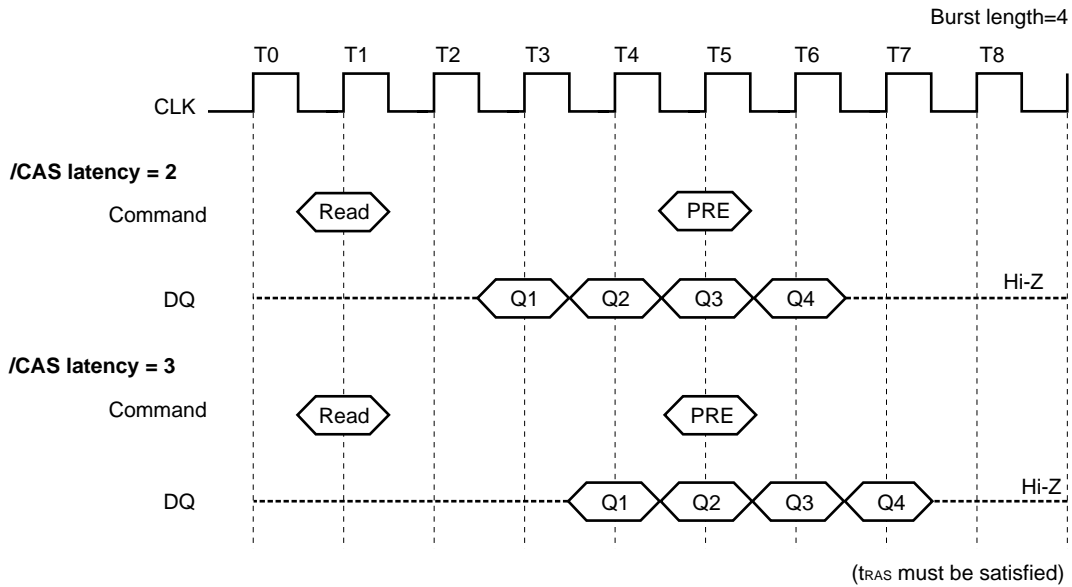 Burst length=4
T0 T1 T2 T3 T4 T5 T6 T7 T8
CLK
/CAS latency = 2
Command Read PRE
DQ Q1 Q2 Q3 Q4 Hi-Z
/CAS latency = 3
Command Read PRE
DQ Q1 Q2 Q3 Q4 Hi-Z
(tRAS must be satisfied)